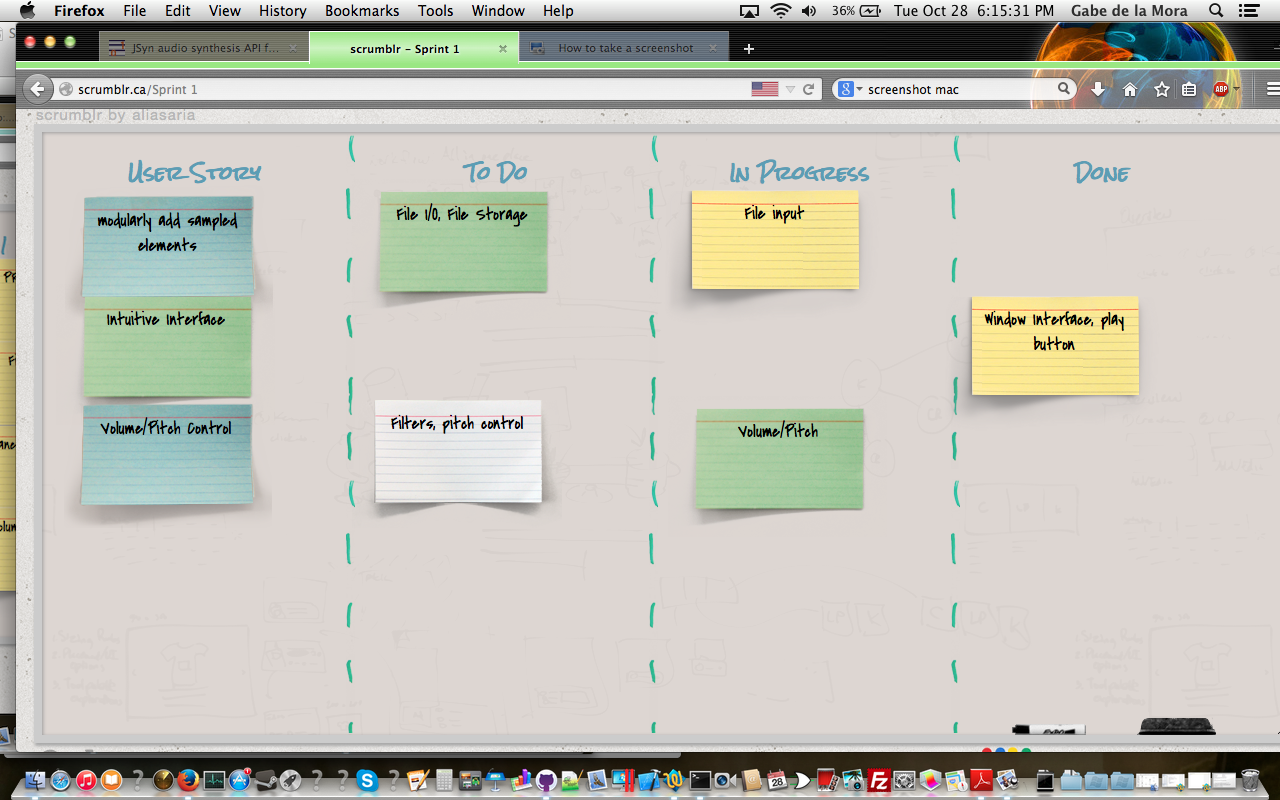 Firefox File Edit View History Bookmarks Tools Window Help 36% Tue Oct 28 6:15:31 PM Gabe de la Mora
JSyn audio synthesis API f... scrumblr – Sprint 1 How to take a screenshot
scrumblr.ca/Sprint 1 screenshot mac ABP
scrumblr by aliasaria
User Story To Do In Progress Done
modularly add sampled
elements
File I/O, File Storage
File input
Intuitive Interface
Window Interface, play
button
Volume/Pitch Control
Filters, pitch control
Volume/Pitch